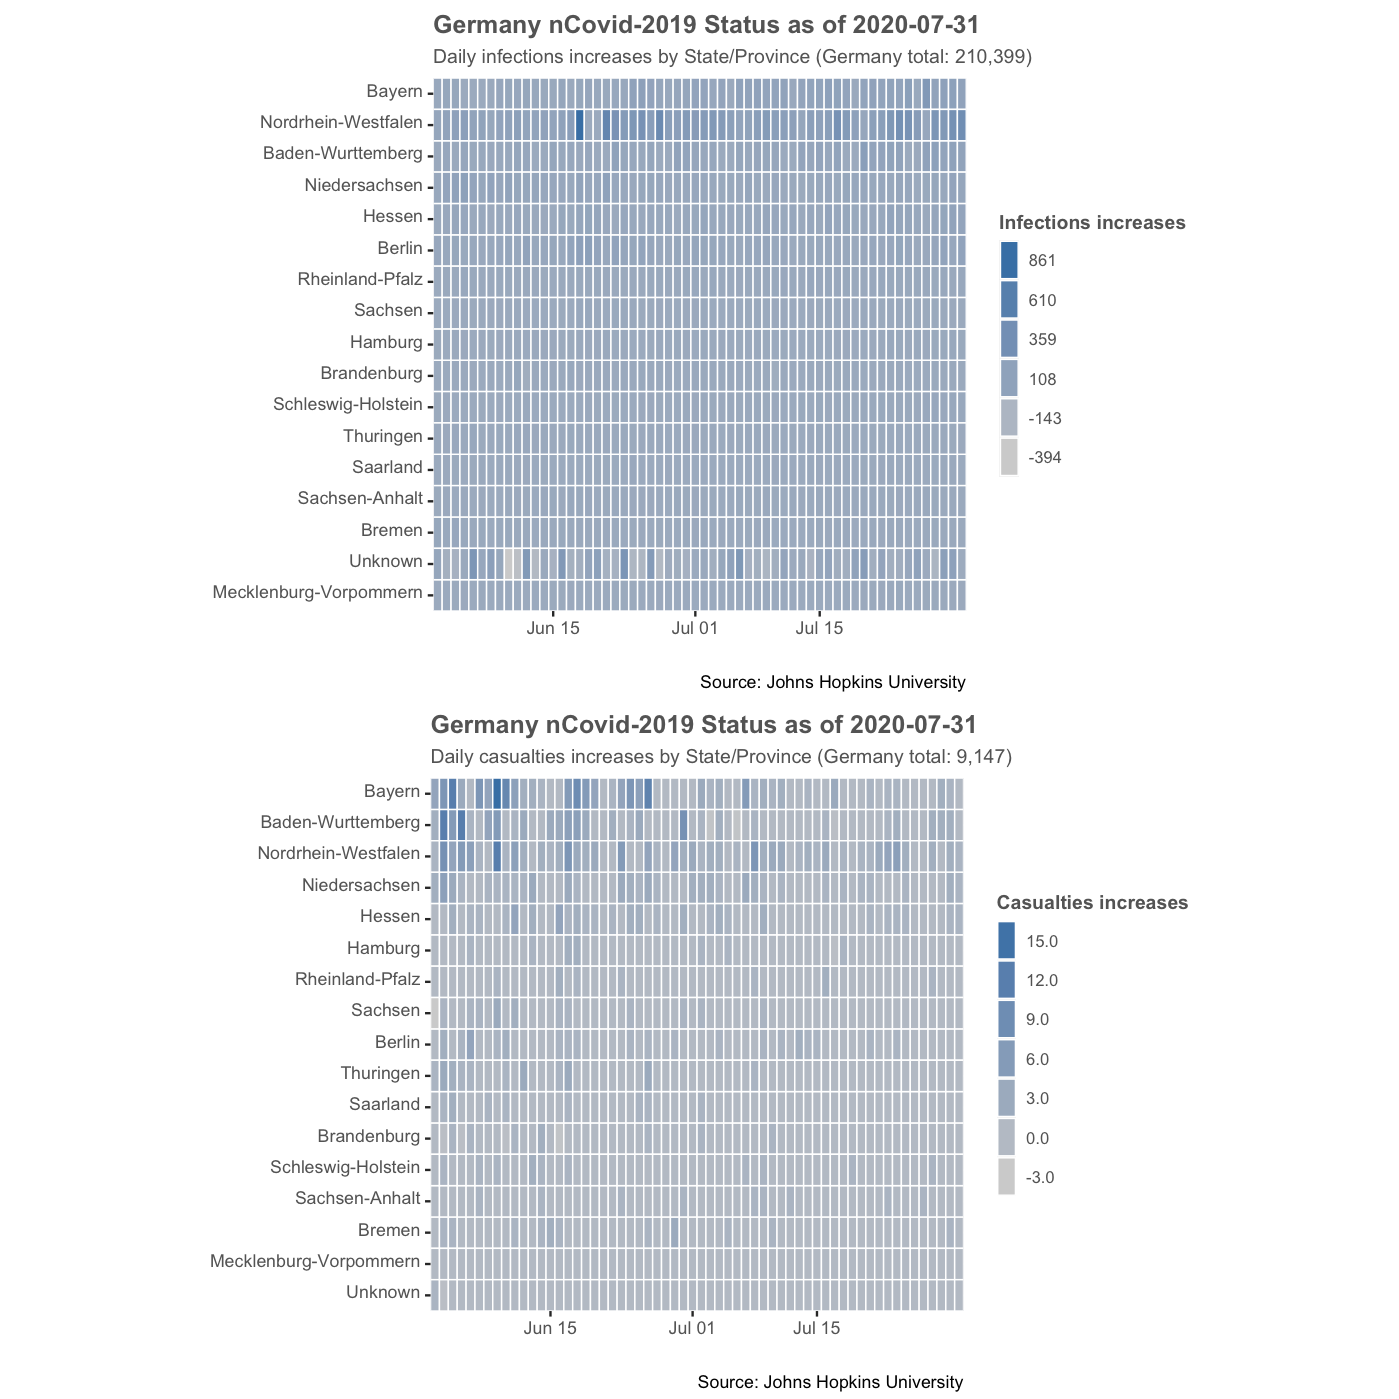 Germany nCovid-2019 Status as of 2020-07-31
Daily infections increases by State/Province (Germany total: 210,399)
Bayern
Nordrhein-Westfalen
Baden-Wurttemberg
Niedersachsen
Hessen
Berlin
Rheinland-Pfalz
Sachsen
Hamburg
Brandenburg
Schleswig-Holstein
Thuringen
Saarland
Sachsen-Anhalt
Bremen
Unknown
Mecklenburg-Vorpommern
Jun 15
Jul 01
Jul 15
Infections increases
861
610
359
108
-143
-394
Source: Johns Hopkins University
Germany nCovid-2019 Status as of 2020-07-31
Daily casualties increases by State/Province (Germany total: 9,147)
Bayern
Baden-Wurttemberg
Nordrhein-Westfalen
Niedersachsen
Hessen
Hamburg
Rheinland-Pfalz
Sachsen
Berlin
Thuringen
Saarland
Brandenburg
Schleswig-Holstein
Sachsen-Anhalt
Bremen
Mecklenburg-Vorpommern
Unknown
Jun 15
Jul 01
Jul 15
Casualties increases
15.0
12.0
9.0
6.0
3.0
0.0
-3.0
Source: Johns Hopkins University